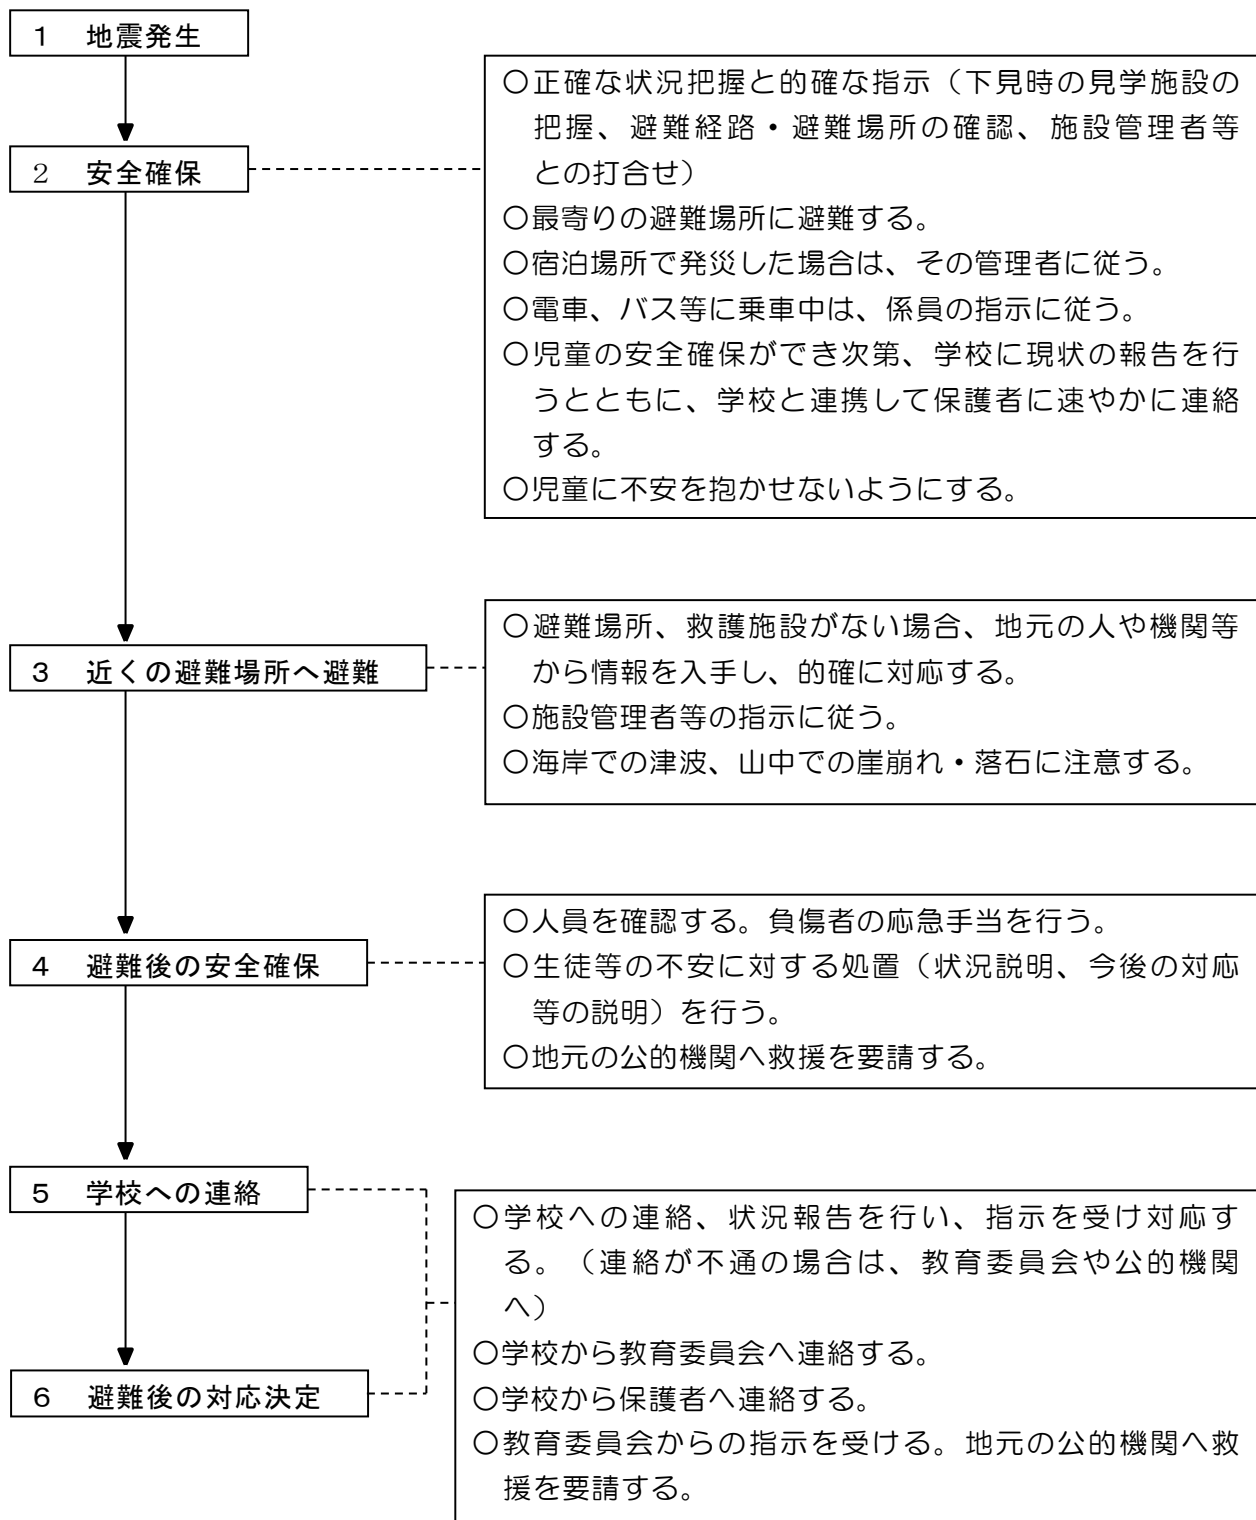 １　地震発生
２　安全確保
〇正確な状況把握と的確な指示（下見時の見学施設の
把握、避難経路・避難場所の確認、施設管理者等
との打合せ）
〇最寄りの避難場所に避難する。
〇宿泊場所で発災した場合は、その管理者に従う。
〇電車、バス等に乗車中は、係員の指示に従う。
〇児童の安全確保ができ次第、学校に現状の報告を行
うとともに、学校と連携して保護者に速やかに連絡
する。
〇児童に不安を抱かせないようにする。
３　近くの避難場所へ避難
〇避難場所、救護施設がない場合、地元の人や機関等
から情報を入手し、的確に対応する。
〇施設管理者等の指示に従う。
〇海岸での津波、山中での崖崩れ・落石に注意する。
４　避難後の安全確保
〇人員を確認する。負傷者の応急手当を行う。
〇生徒等の不安に対する処置（状況説明、今後の対応
等の説明）を行う。
〇地元の公的機関へ救援を要請する。
５　学校への連絡
６　避難後の対応決定
〇学校への連絡、状況報告を行い、指示を受け対応す
る。（連絡が不通の場合は、教育委員会や公的機関
へ）
〇学校から教育委員会へ連絡する。
〇学校から保護者へ連絡する。
〇教育委員会からの指示を受ける。地元の公的機関へ救
援を要請する。